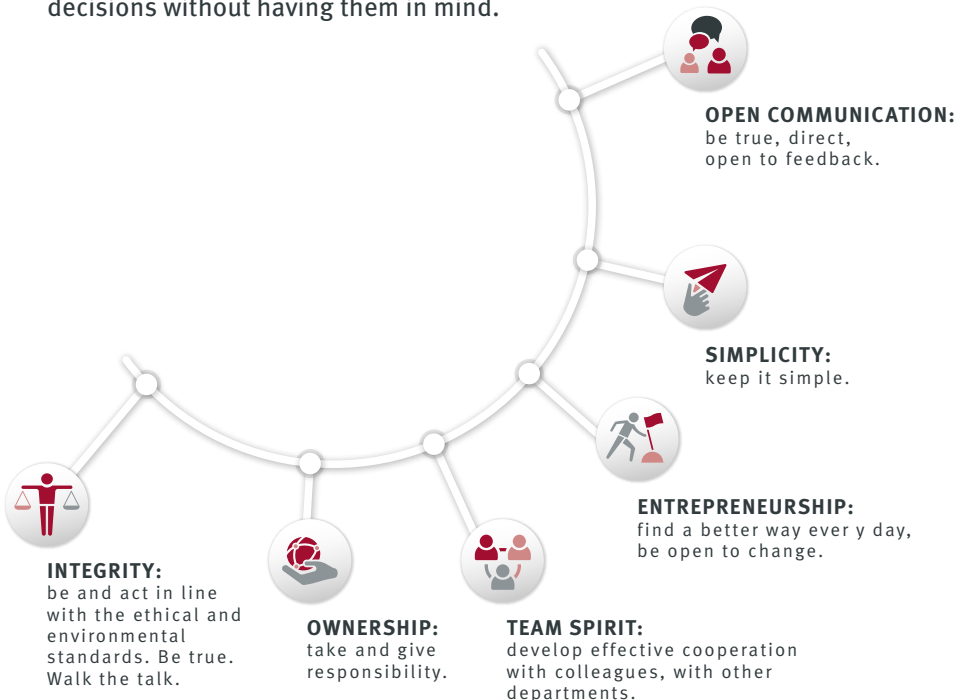 decisions without having them in mind.
OPEN COMMUNICATION:
be true, direct,
open to feedback.
SIMPLICITY:
keep it simple.
ENTREPRENEURSHIP:
find a better way ever y day,
be open to change.
INTEGRITY:
be and act in line
with the ethical and
environmental
standards. Be true.
Walk the talk.
OWNERSHIP:
take and give
responsibility.
TEAM SPIRIT:
develop effective cooperation
with colleagues, with other
departments.